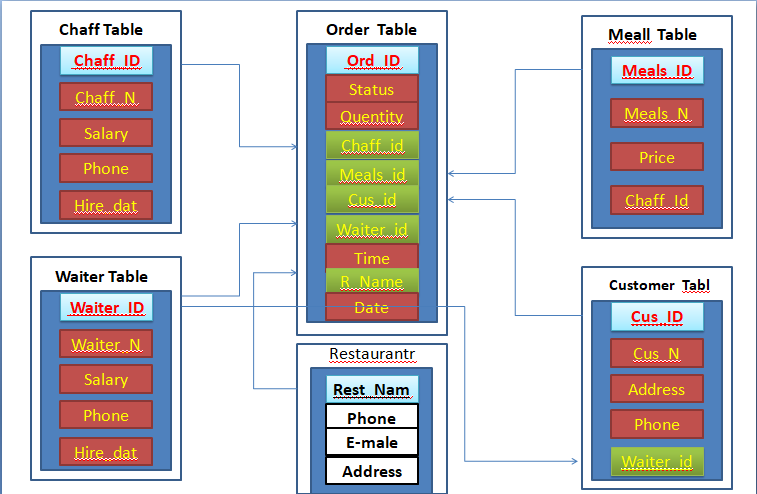 Chaff Table
Chaff_ID
Chaff_N
Salary
Phone
Hire_dat
Waiter Table
Waiter_ID
Waiter_N
Salary
Phone
Hire_dat
Order Table
Ord_ID
Status
Quentity
Chaff_id
Meals_id
Cus_id
Waiter_id
Time
R_Name
Date
Restaurantr
Rest_Nam
Phone
E-male
Address
Meall Table
Meals_ID
Meals_N
Price
Chaff_Id
Customer Tabl
Cus_ID
Cus_N
Address
Phone
Waiter_id